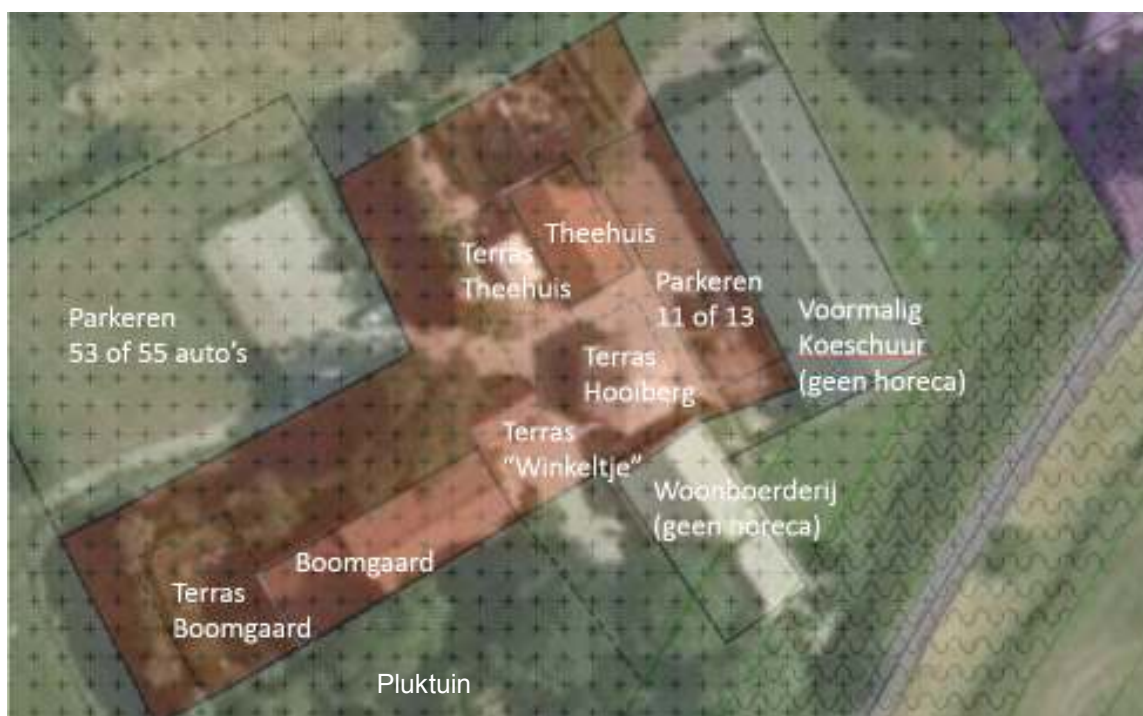 Theehuis
Terras
Theehuis
Parkeren
11 of 13
Parkeren
53 of 55 auto's
Voormalig
Koeschuur
(geen horeca)
Terras
Hooiberg
Terras
"Winkeltje"
Woonboerderij
(geen horeca)
Boomgaard
Terras
Boomgaard
Pluktuin